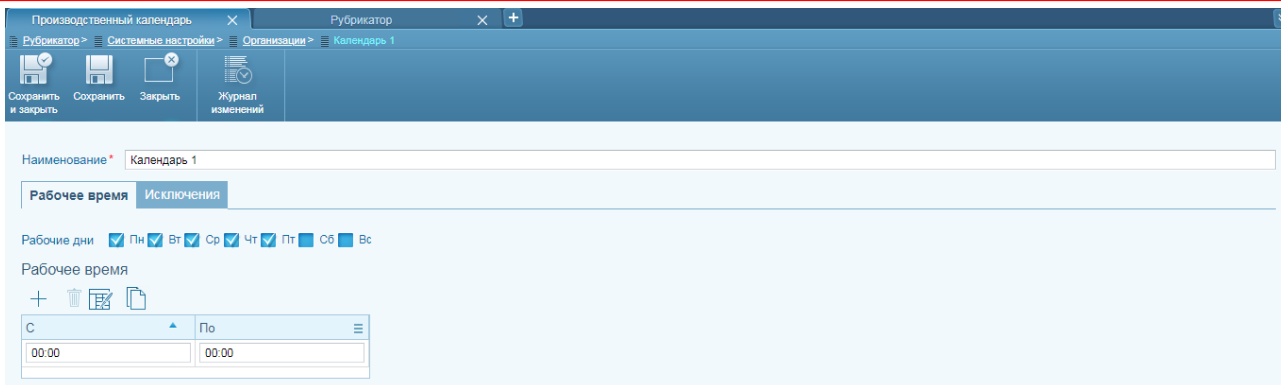 Производственный календарь Рубрикатор
Рубрикатор > Системные настройки > Организации > Календарь 1
Сохранить и закрыть Сохранить Закрыть Журнал изменений
Наименование * Календарь 1
Рабочее время Исключения
Рабочие дни Пн Вт Ср Чт Пт Сб Вс
Рабочее время
С По
00:00 00:00